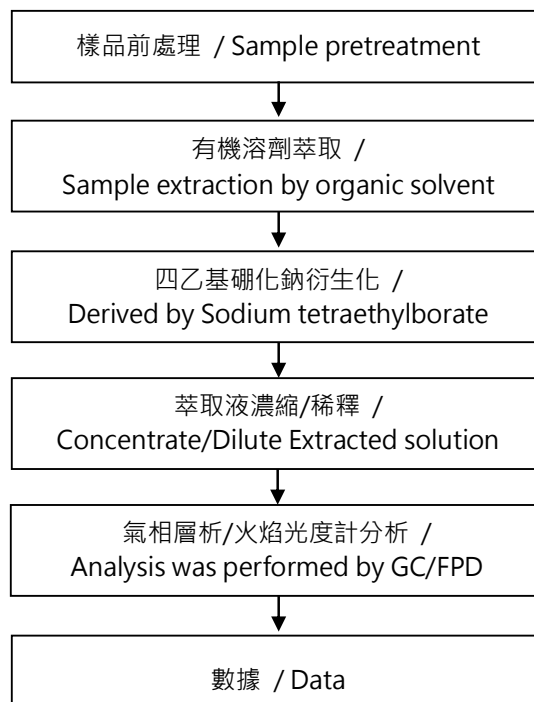 樣品前處理 / Sample pretreatment
有機溶劑萃取 /
Sample extraction by organic solvent
四乙基硼化鈉衍生化 /
Derived by Sodium tetraethylborate
萃取液濃縮/稀釋 /
Concentrate/Dilute Extracted solution
氣相層析/火焰光度計分析 /
Analysis was performed by GC/FPD
數據 / Data